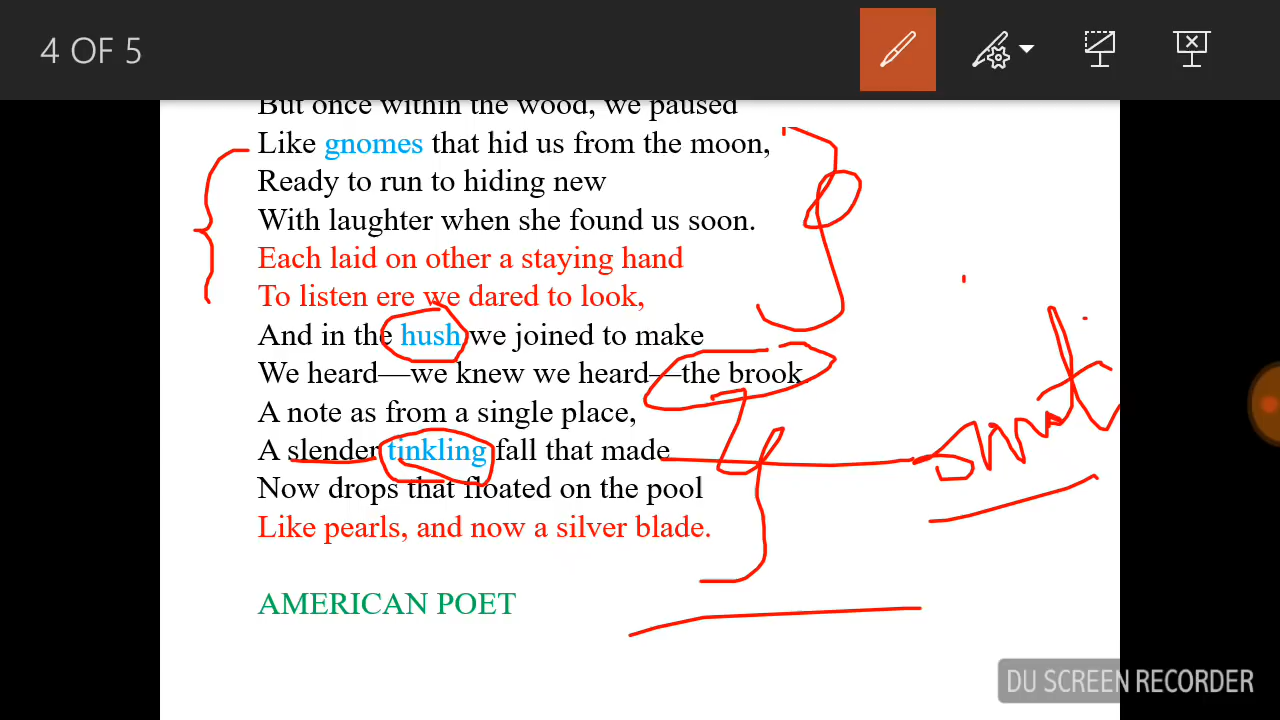 4 OF 5
But once within the wood, we paused
Like gnomes that hid us from the moon,
Ready to run to hiding new
With laughter when she found us soon.
Each laid on other a staying hand
To listen ere we dared to look,
And in the hush we joined to make
We heard—we knew we heard—the brook.
A note as from a single place,
A slender tinkling fall that made
Now drops that floated on the pool
Like pearls, and now a silver blade.
AMERICAN POET
DU SCREEN RECORDER